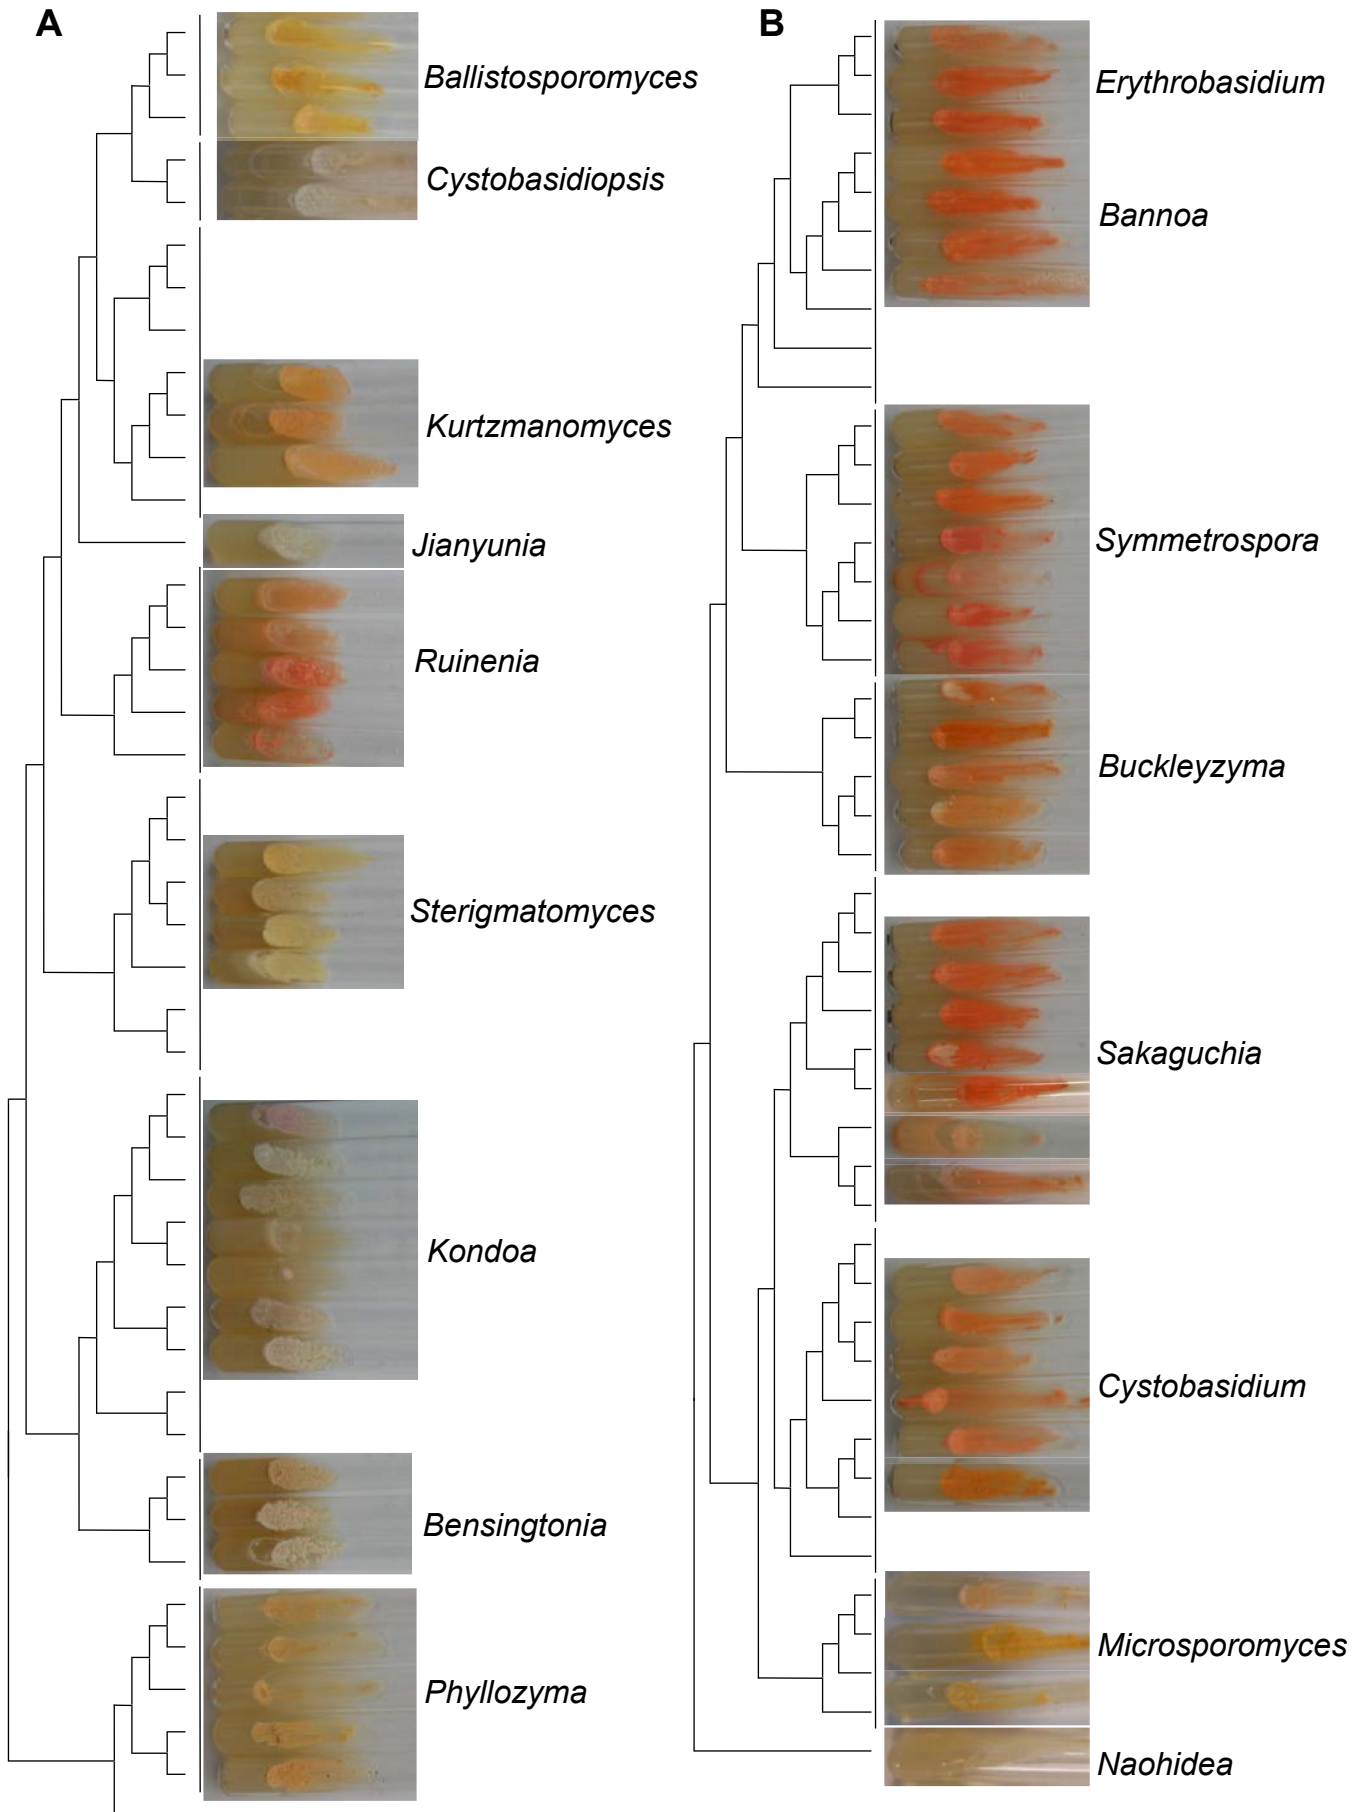 A
Ballistosporomyces
Cystobasidiopsis
Kurtzmanomyces
Jianyunia
Ruinenia
Sterigmatomyces
Kondoa
Bensingtonia
Phyllozyma
B
Erythrobasidium
Bannoa
Symmetrospora
Buckleyzyma
Sakaguchia
Cystobasidium
Microsporomyces
Naohidea